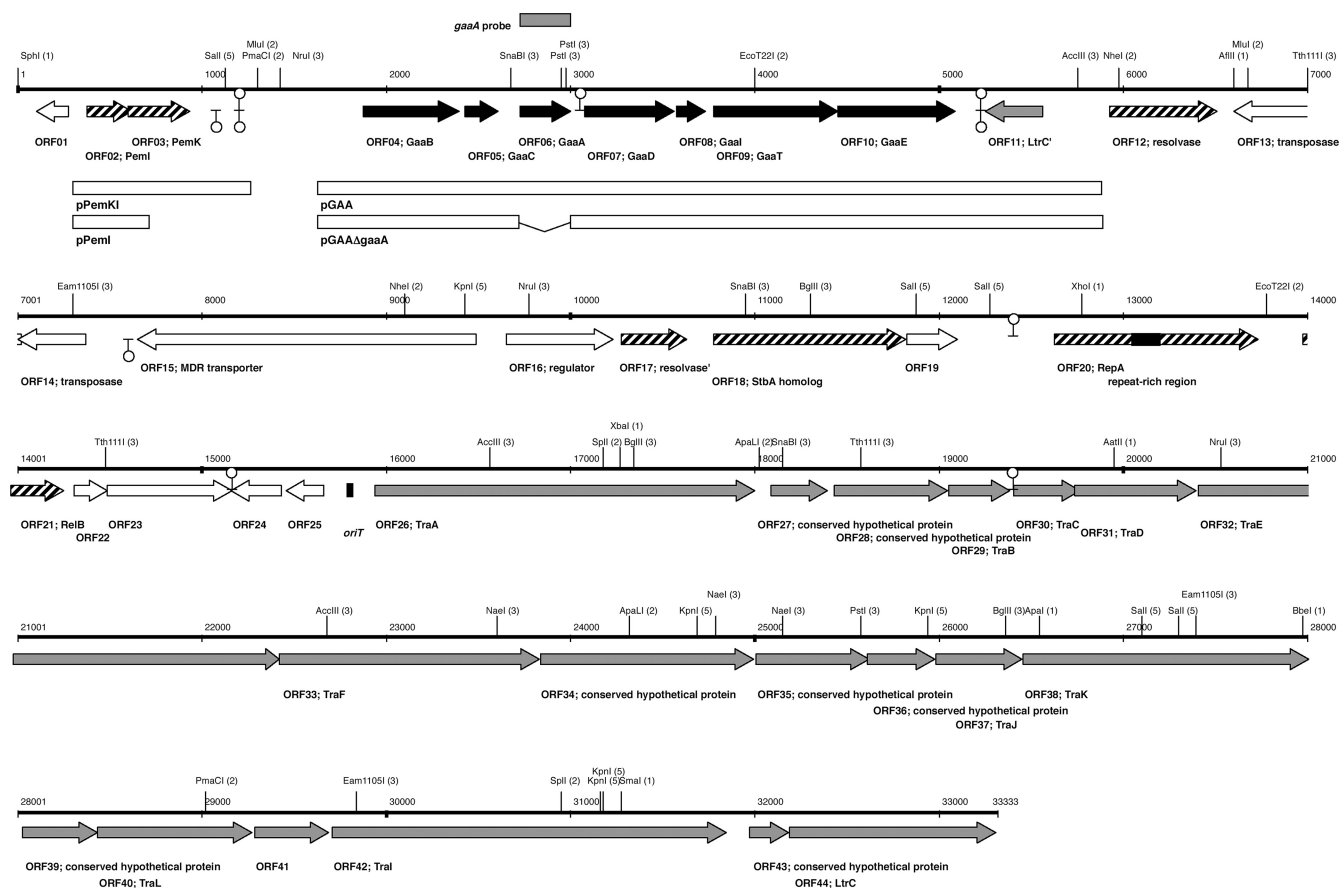 gaaA probe
MluI (2) PstI (3)
SphI (1) SalI (5) PmaCI (2) NruI (3) SnaBI (3) PstI (3) EcoT22I (2) AccIII (3) NheI (2) AflII (1) MluI (2) Tth111I (3)
1 1000 2000 3000 4000 5000 6000 7000
ORF01 ORF03; PemK ORF04; GaaB ORF06; GaaA ORF08; GaaI ORF10; GaaE ORF11; LtrC' ORF12; resolvase ORF13; transposase
ORF02; PemI ORF05; GaaC ORF07; GaaD ORF09; GaaT
pPemKI pGAA
pPemI pGAAΔgaaA
Eam1105I (3) NheI (2) KpnI (5) NruI (3) SnaBI (3) BglII (3) SalI (5) SalI (5) XhoI (1) EcoT22I (2)
7001 8000 9000 10000 11000 12000 13000 14000
ORF14; transposase ORF15; MDR transporter ORF16; regulator ORF17; resolvase' ORF18; StbA homolog ORF19 ORF20; RepA
repeat-rich region
XbaI (1)
Tth111I (3) AccIII (3) SplI (2) BglII (3) ApaLI (2) SnaBI (3) Tth111I (3) AatII (1) NruI (3)
14001 15000 16000 17000 18000 19000 20000 21000
ORF21; RelB ORF23 ORF24 ORF25 oriT ORF26; TraA ORF27; conserved hypothetical protein ORF30; TraC ORF32; TraE
ORF22 ORF28; conserved hypothetical protein ORF31; TraD
ORF29; TraB
NaeI (3) Eam1105I (3)
AccIII (3) NaeI (3) ApaLI (2) KpnI (5) NaeI (3) PstI (3) KpnI (5) BglII (3) ApaI (1) SalI (5) SalI (5) BbeI (1)
21001 22000 23000 24000 25000 26000 27000 28000
ORF33; TraF ORF34; conserved hypothetical protein ORF35; conserved hypothetical protein ORF38; TraK
ORF36; conserved hypothetical protein
ORF37; TraJ
KpnI (5)
PmaCI (2) Eam1105I (3) SplI (2) KpnI (5) SmaI (1)
28001 29000 30000 31000 32000 33000 33333
ORF39; conserved hypothetical protein ORF41 ORF42; TraI ORF43; conserved hypothetical protein
ORF40; TraL ORF44; LtrC